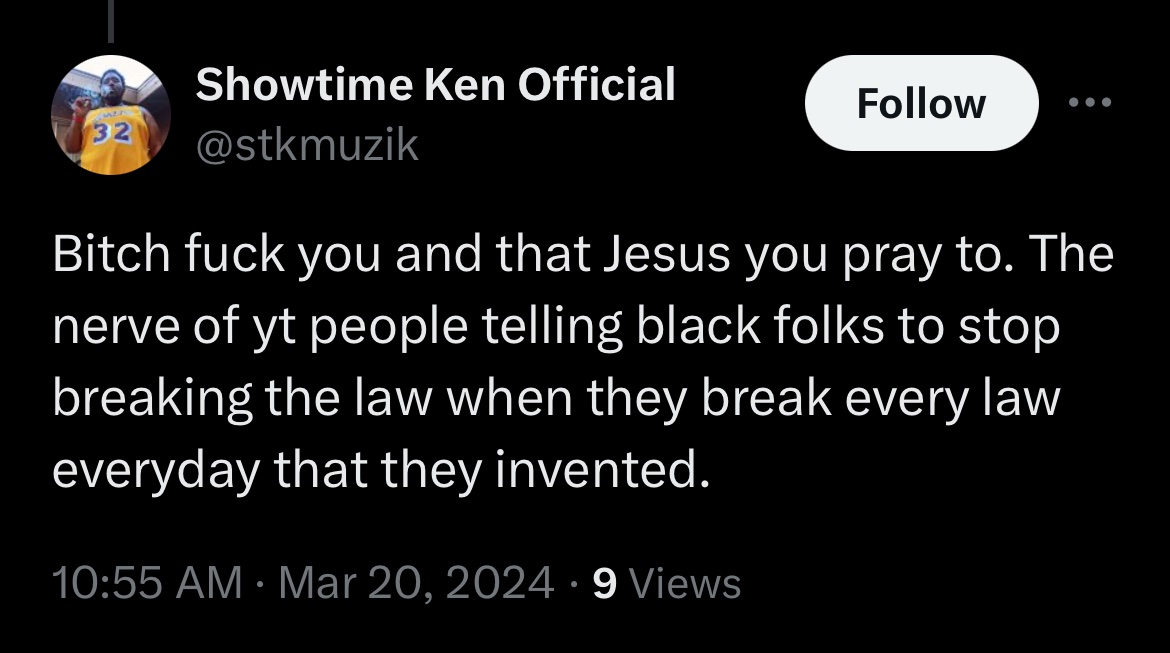 Showtime Ken Official
@stkmuzik
Follow
Bitch fuck you and that Jesus you pray to. The
nerve of yt people telling black folks to stop
breaking the law when they break every law
everyday that they invented.
10:55 AM · Mar 20, 2024 · 9 Views
32